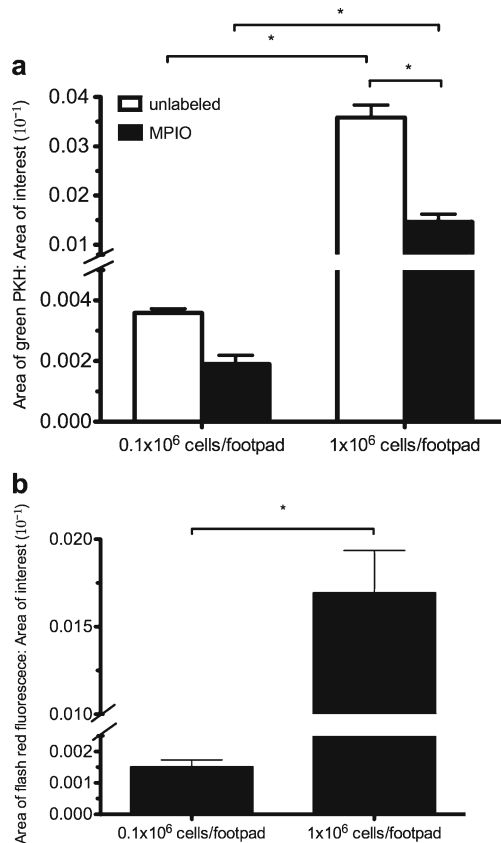 *
*
a
*
Area of green PKH: Area of interest (10⁻¹)
0.04
0.03
0.02
0.01
0.004
0.002
0.000
unlabeled
MPIO
0.1x10⁶ cells/footpad
1x10⁶ cells/footpad
b
*
Area of flash red fluorescece: Area of interest (10⁻¹)
0.020
0.015
0.010
0.002
0.001
0.000
0.1x10⁶ cells/footpad
1x10⁶ cells/footpad